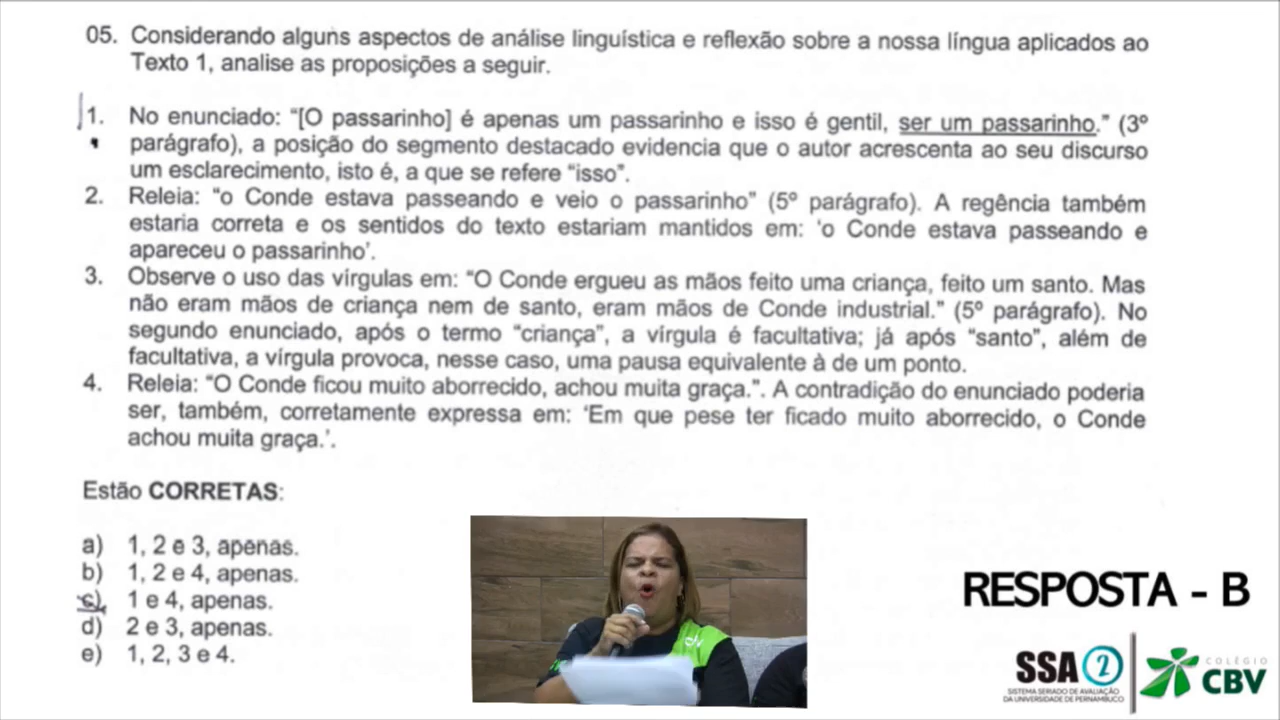 05. Considerando alguns aspectos de análise linguística e reflexão sobre a nossa língua aplicados ao
Texto 1, analise as proposições a seguir.
1. No enunciado: “[O passarinho] é apenas um passarinho e isso é gentil, ser um passarinho.” (3º
parágrafo), a posição do segmento destacado evidencia que o autor acrescenta ao seu discurso
um esclarecimento, isto é, a que se refere “isso”.
2. Releia: “o Conde estava passeando e veio o passarinho” (5º parágrafo). A regência também
estaria correta e os sentidos do texto estariam mantidos em: ‘o Conde estava passeando e
apareceu o passarinho’.
3. Observe o uso das vírgulas em: “O Conde ergueu as mãos feito uma criança, feito um santo. Mas
não eram mãos de criança nem de santo, eram mãos de Conde industrial.” (5º parágrafo). No
segundo enunciado, após o termo “criança”, a vírgula é facultativa; já após “santo”, além de
facultativa, a vírgula provoca, nesse caso, uma pausa equivalente à de um ponto.
4. Releia: “O Conde ficou muito aborrecido, achou muita graça.”. A contradição do enunciado poderia
ser, também, corretamente expressa em: ‘Em que pese ter ficado muito aborrecido, o Conde
achou muita graça.’.
Estão CORRETAS:
a) 1, 2 e 3, apenas.
b) 1, 2 e 4, apenas.
c) 1 e 4, apenas.
d) 2 e 3, apenas.
e) 1, 2, 3 e 4.
RESPOSTA - B
SSA 2
SISTEMA SERIADO DE AVALIAÇÃO
DA UNIVERSIDADE DE PERNAMBUCO
COLÉGIO
CBV